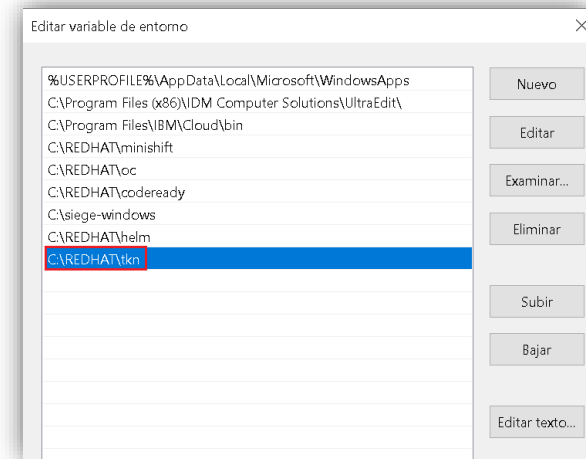 Editar variable de entorno
%USERPROFILE%\AppData\Local\Microsoft\WindowsApps
C:\Program Files (x86)\IDM Computer Solutions\UltraEdit\
C:\Program Files\IBM\Cloud\bin
C:\REDHAT\minishift
C:\REDHAT\oc
C:\REDHAT\codeready
C:\siege-windows
C:\REDHAT\helm
C:\REDHAT\tkn
Nuevo
Editar
Examinar...
Eliminar
Subir
Bajar
Editar texto...